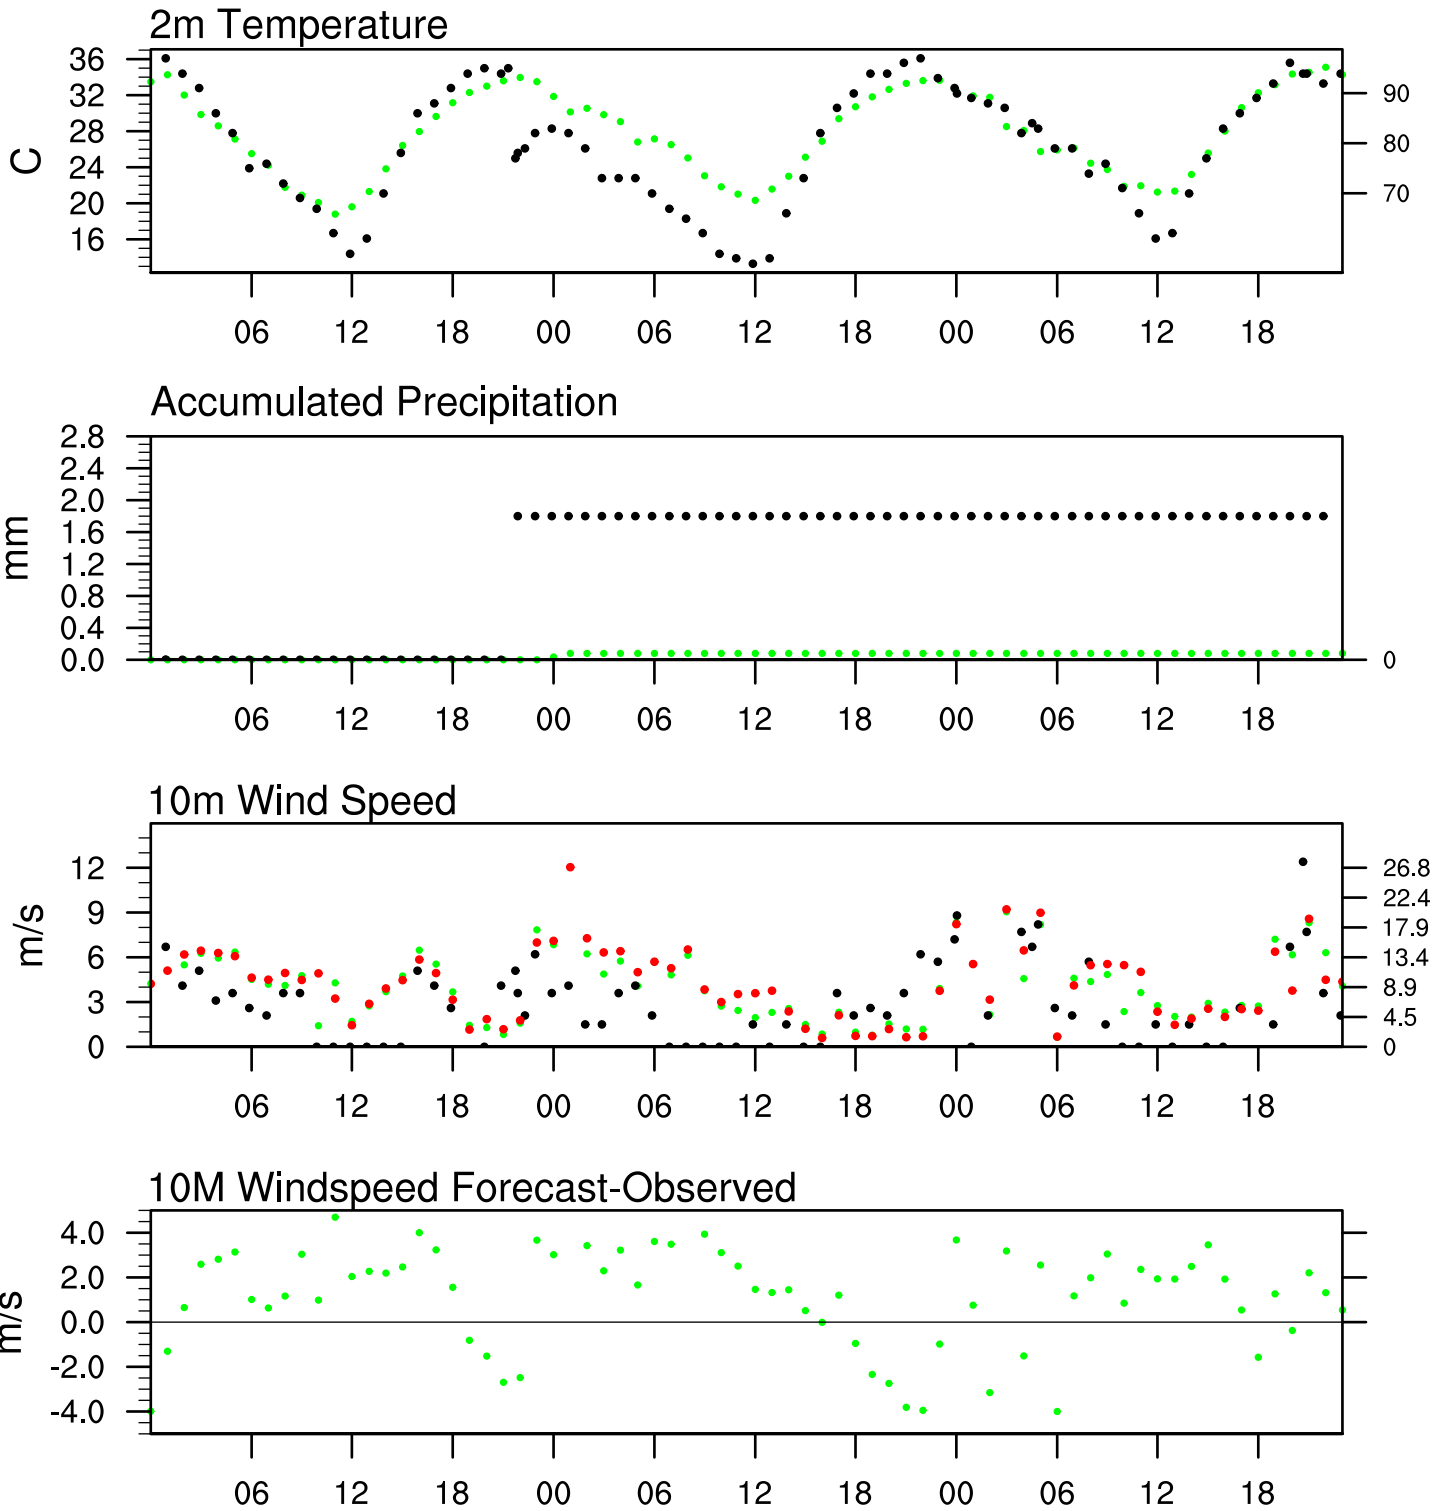 2m Temperature
36
32
28
24
20
16
C
90
80
70
06 12 18 00 06 12 18 00 06 12 18
Accumulated Precipitation
2.8
2.4
2.0
1.6
1.2
0.8
0.4
0.0
mm
0
06 12 18 00 06 12 18 00 06 12 18
10m Wind Speed
12
9
6
3
0
m/s
26.8
22.4
17.9
13.4
8.9
4.5
0
06 12 18 00 06 12 18 00 06 12 18
10M Windspeed Forecast-Observed
4.0
2.0
0.0
-2.0
-4.0
m/s
06 12 18 00 06 12 18 00 06 12 18